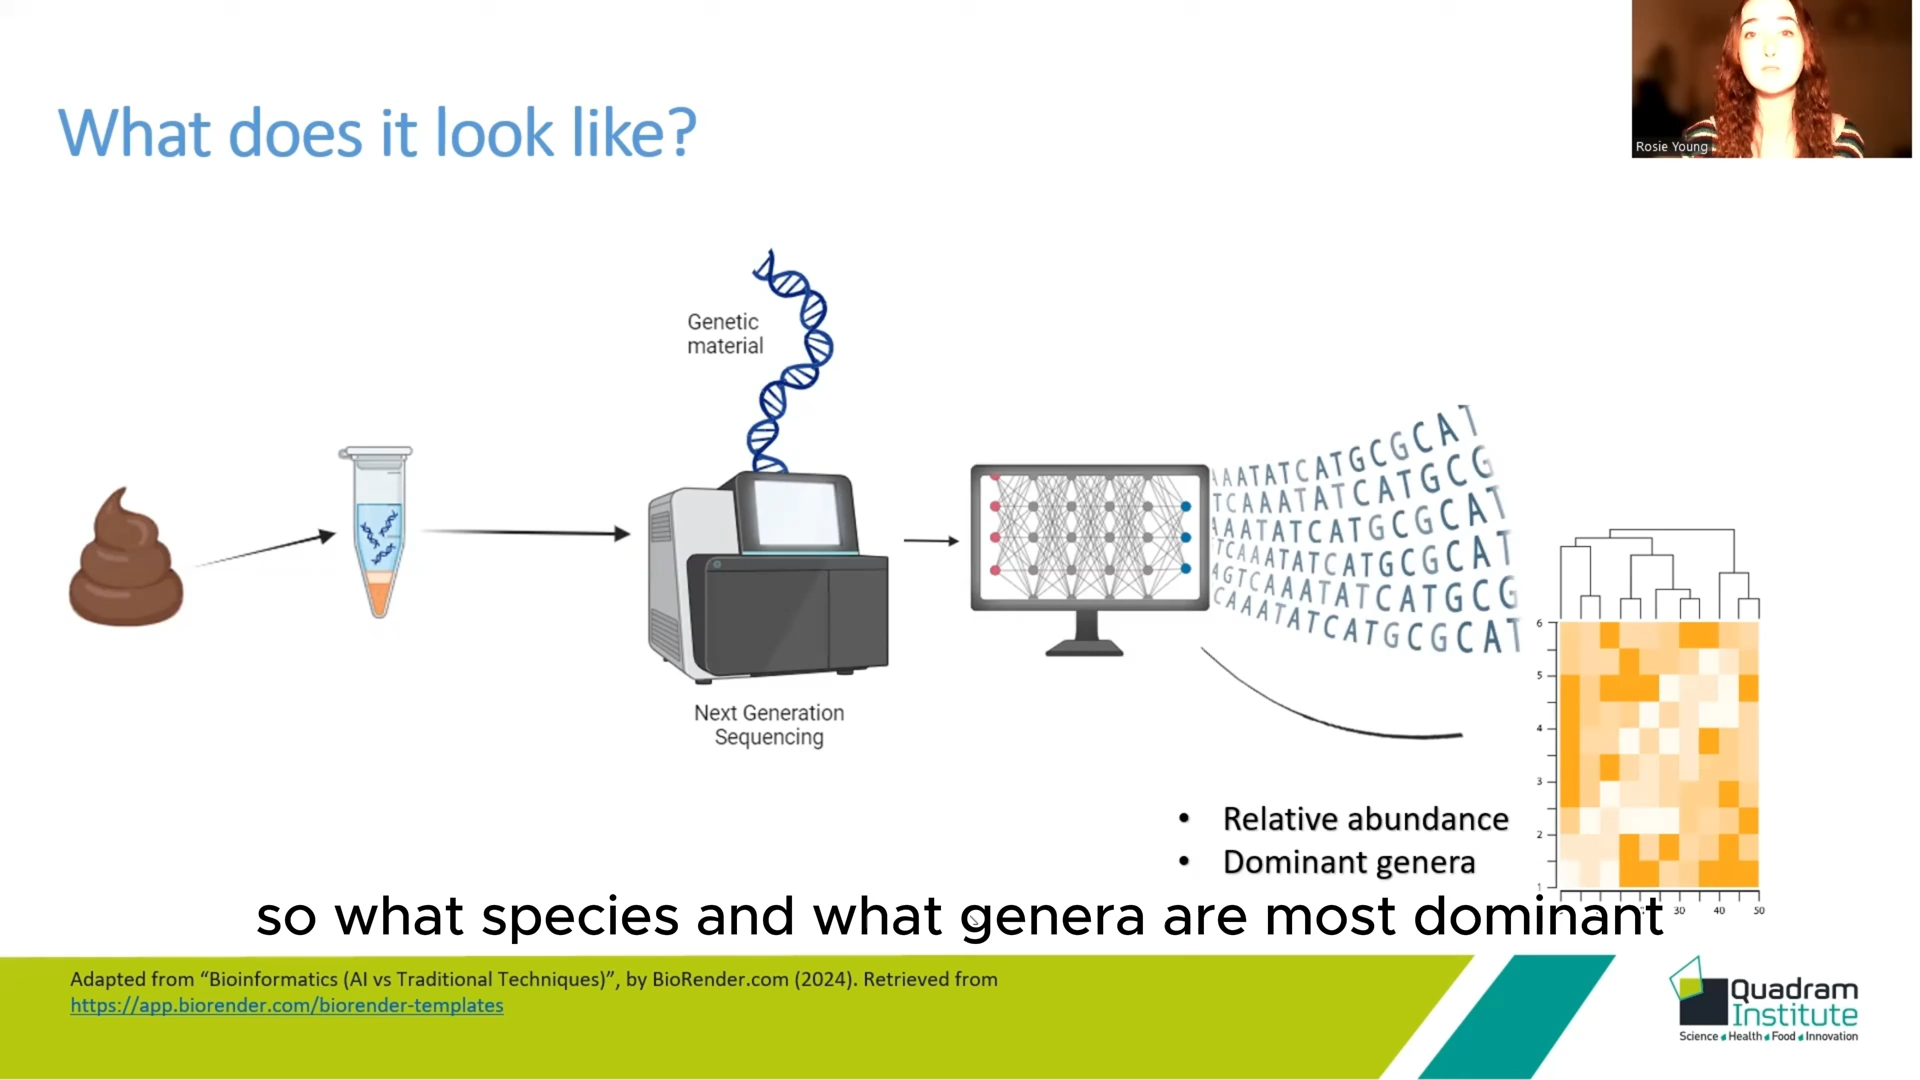 What does it look like?
Rosie Young
Genetic
material
AAATATCATGCGCAT
TCAAATATCATGCG
AAATATCATGCGCAT
TCAAATATCATGCGCAT
AGTCAAATATCATGCG
CAAATATCATGCGCAT
Next Generation
Sequencing
6
5
4
3
2
1
30 40 50
• Relative abundance
• Dominant genera
so what species and what genera are most dominant
Adapted from “Bioinformatics (AI vs Traditional Techniques)”, by BioRender.com (2024). Retrieved from
https://app.biorender.com/biorender-templates
Quadram
Institute
Science Health Food Innovation